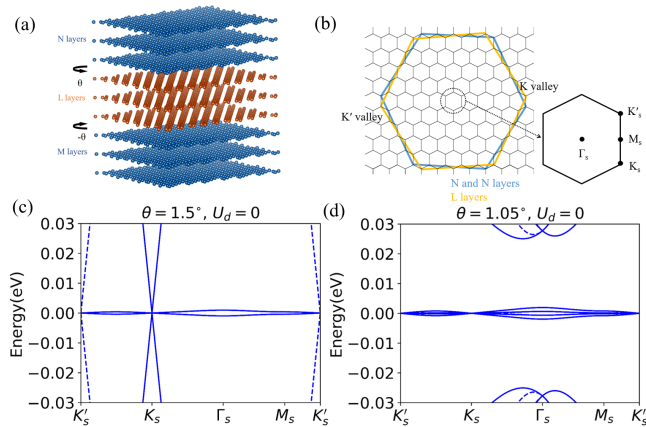 (a)
N layers
θ
L layers
-θ
M layers
(b)
K valley
K′ valley
K′s
Ms
Γs
Ks
N and N layers
L layers
(c)
θ = 1.5°, Ud = 0
Energy(eV)
0.03
0.02
0.01
0.00
−0.01
−0.02
−0.03
K′s Ks Γs Ms K′s
(d)
θ = 1.05°, Ud = 0
Energy(eV)
0.03
0.02
0.01
0.00
−0.01
−0.02
−0.03
K′s Ks Γs Ms K′s